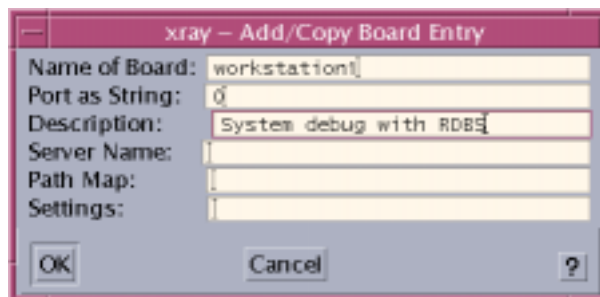 xray – Add/Copy Board Entry
Name of Board: workstation1
Port as String: 0
Description: System debug with RDBS
Server Name:
Path Map:
Settings:
OK Cancel ?